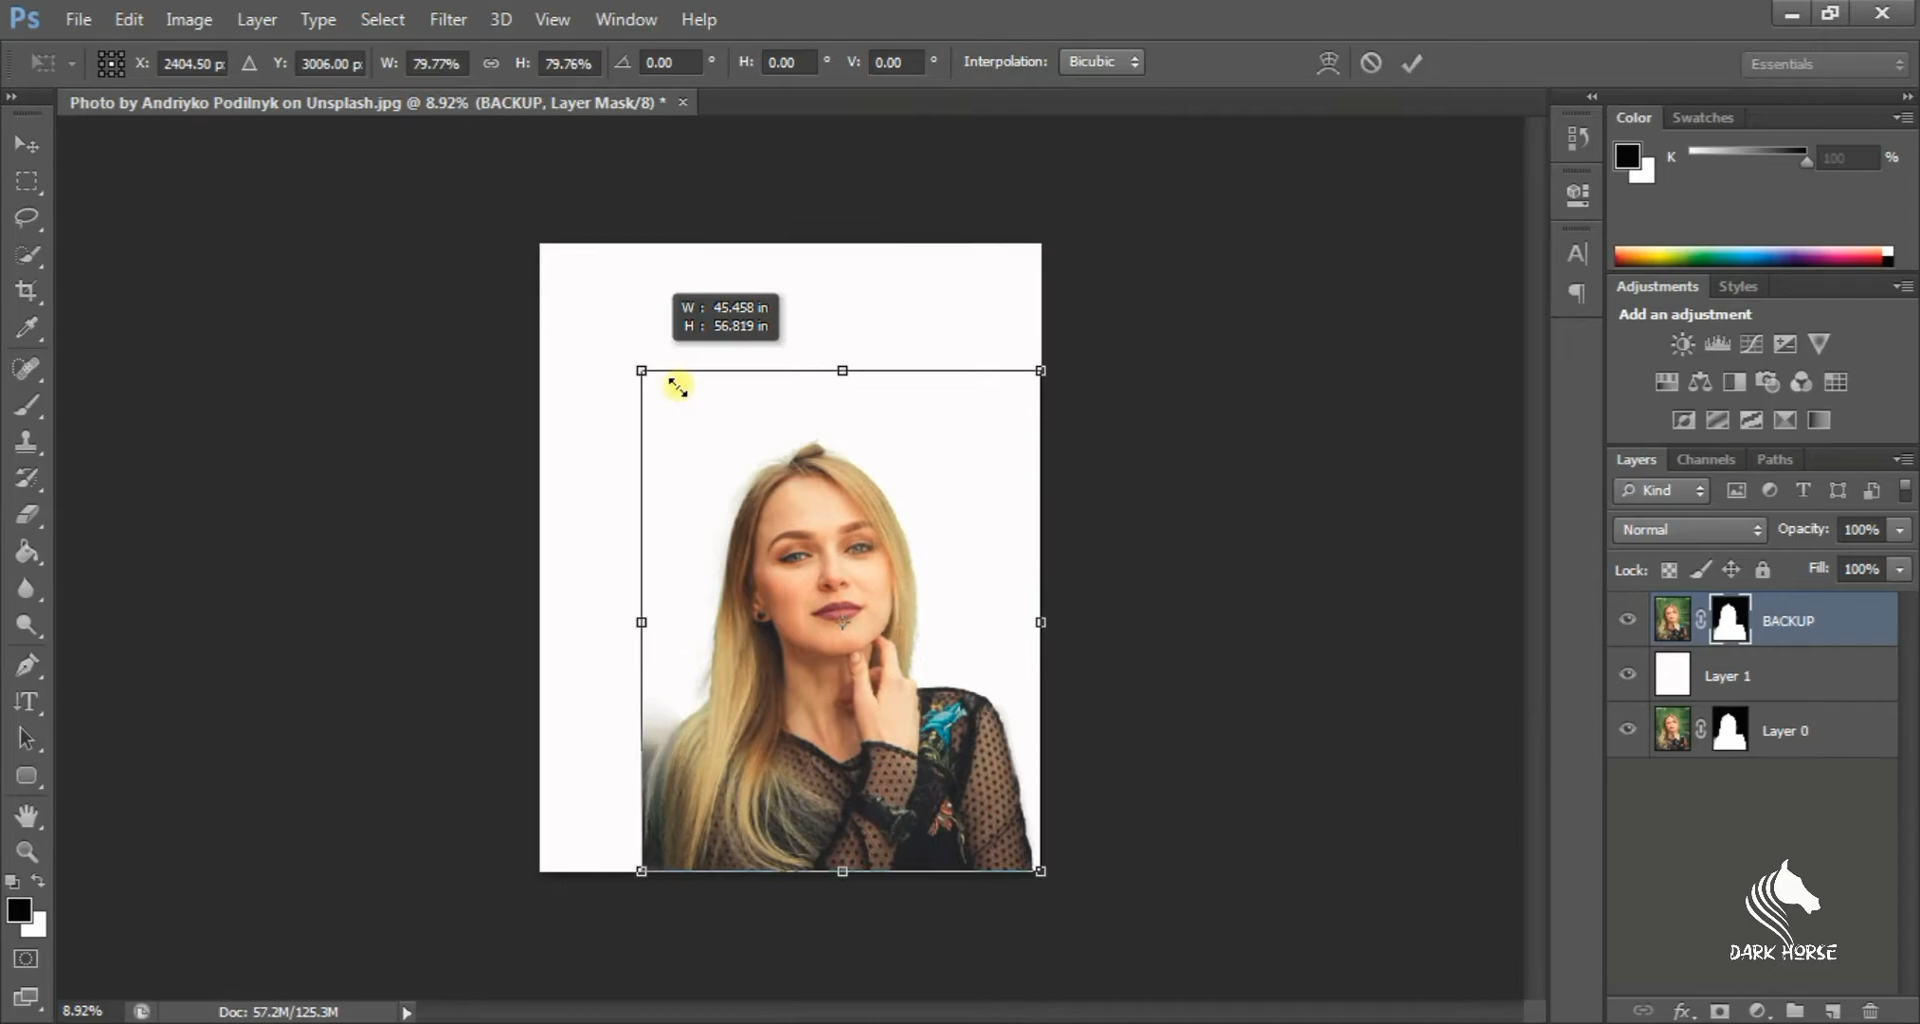 Ps File Edit Image Layer Type Select Filter 3D View Window Help
X: 2404.50 p Y: 3006.00 p W: 79.77% H: 79.76% 0.00 ° H: 0.00 ° V: 0.00 ° Interpolation: Bicubic Essentials
Photo by Andriyko Podilnyk on Unsplash.jpg @ 8.92% (BACKUP, Layer Mask/8) * ×
Color Swatches
K 100 %
Adjustments Styles
Add an adjustment
W : 45.458 in
H : 56.819 in
Layers Channels Paths
Kind
Normal Opacity: 100%
Lock: Fill: 100%
BACKUP
Layer 1
Layer 0
DARK HORSE
8.92% Doc: 57.2M/125.3M